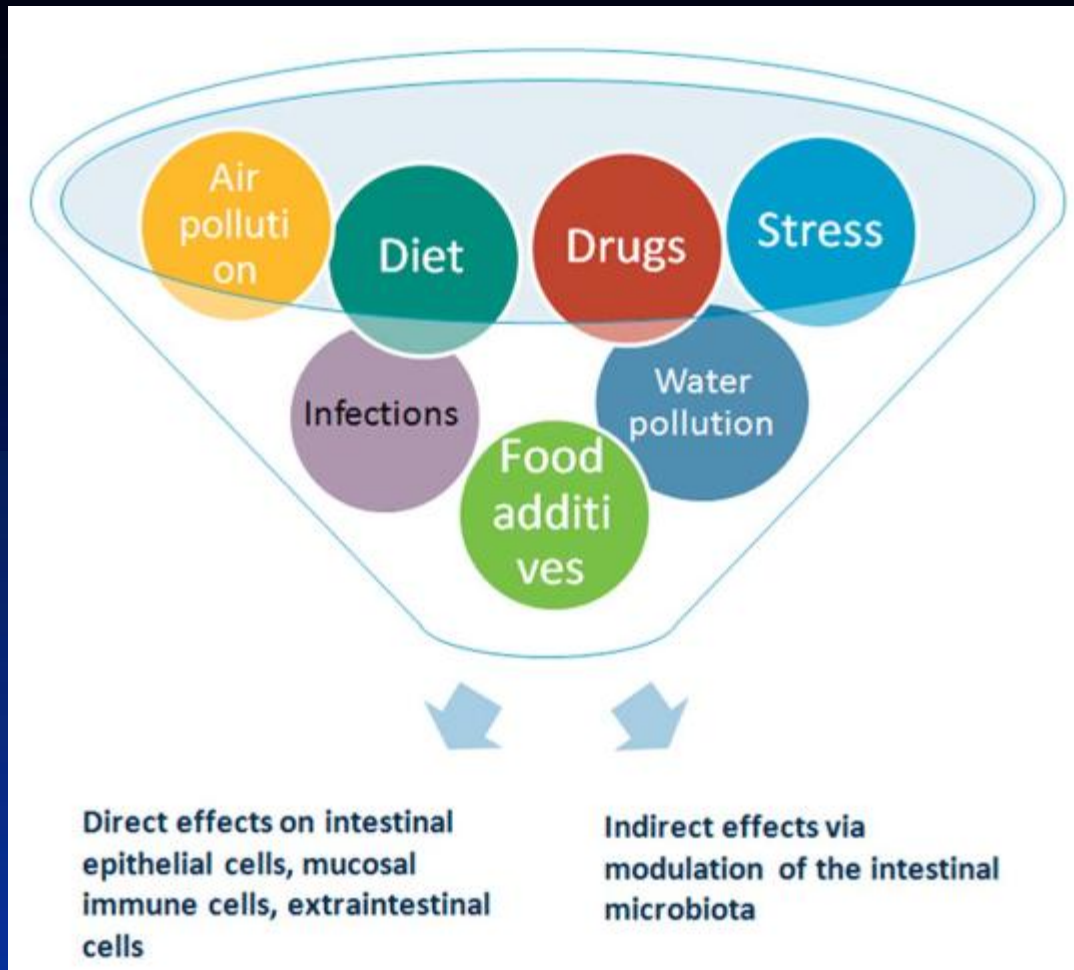 Air
polluti
on
Diet
Drugs
Stress
Infections
Water
pollution
Food
additi
ves
Direct effects on intestinal
epithelial cells, mucosal
immune cells, extraintestinal
cells
Indirect effects via
modulation of the intestinal
microbiota